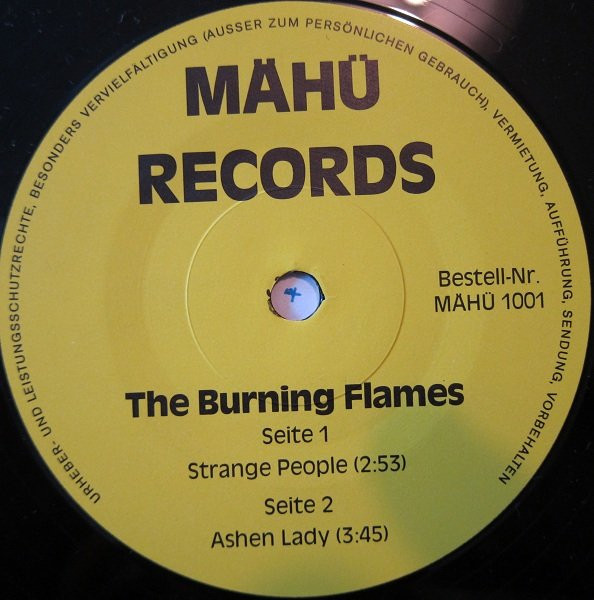 URHEBER- UND LEISTUNGSSCHUTZRECHTE, BESONDERS VERVIELFÄLTIGUNG (AUSSER ZUM PERSÖNLICHEN GEBRAUCH), VERMIETUNG, AUFFÜHRUNG, SENDUNG, VORBEHALTEN
MÄHÜ
RECORDS
Bestell-Nr.
MÄHÜ 1001
The Burning Flames
Seite 1
Strange People (2:53)
Seite 2
Ashen Lady (3:45)